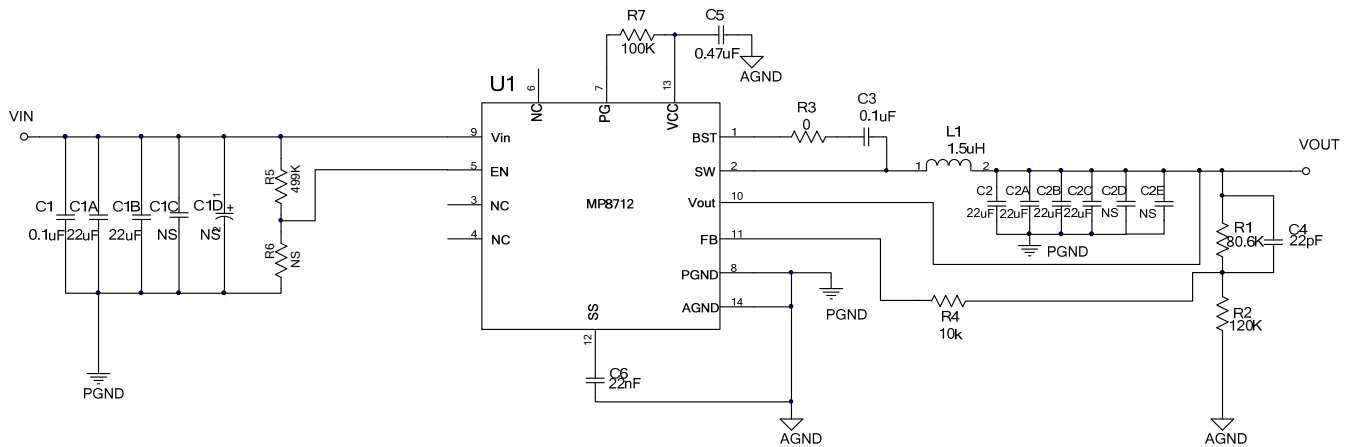 R7
100K
C5
0.47uF
AGND
U1
6
7
13
NC
PG
VCC
VIN
9
Vin
5
EN
3
NC
4
NC
MP8712
BST
1
SW
2
Vout
10
FB
11
PGND
8
AGND
14
SS
12
R3
0
C3
0.1uF
L1
1.5uH
1
2
VOUT
R5
499K
R6
NS
C1
0.1uF
C1A
22uF
C1B
22uF
C1C
NS
C1D
1
+
NS
2
PGND
C2
22uF
C2A
22uF
C2B
22uF
C2C
22uF
C2D
NS
C2E
NS
PGND
R1
80.6K
C4
22pF
PGND
R4
10k
R2
120K
C6
22nF
AGND
AGND